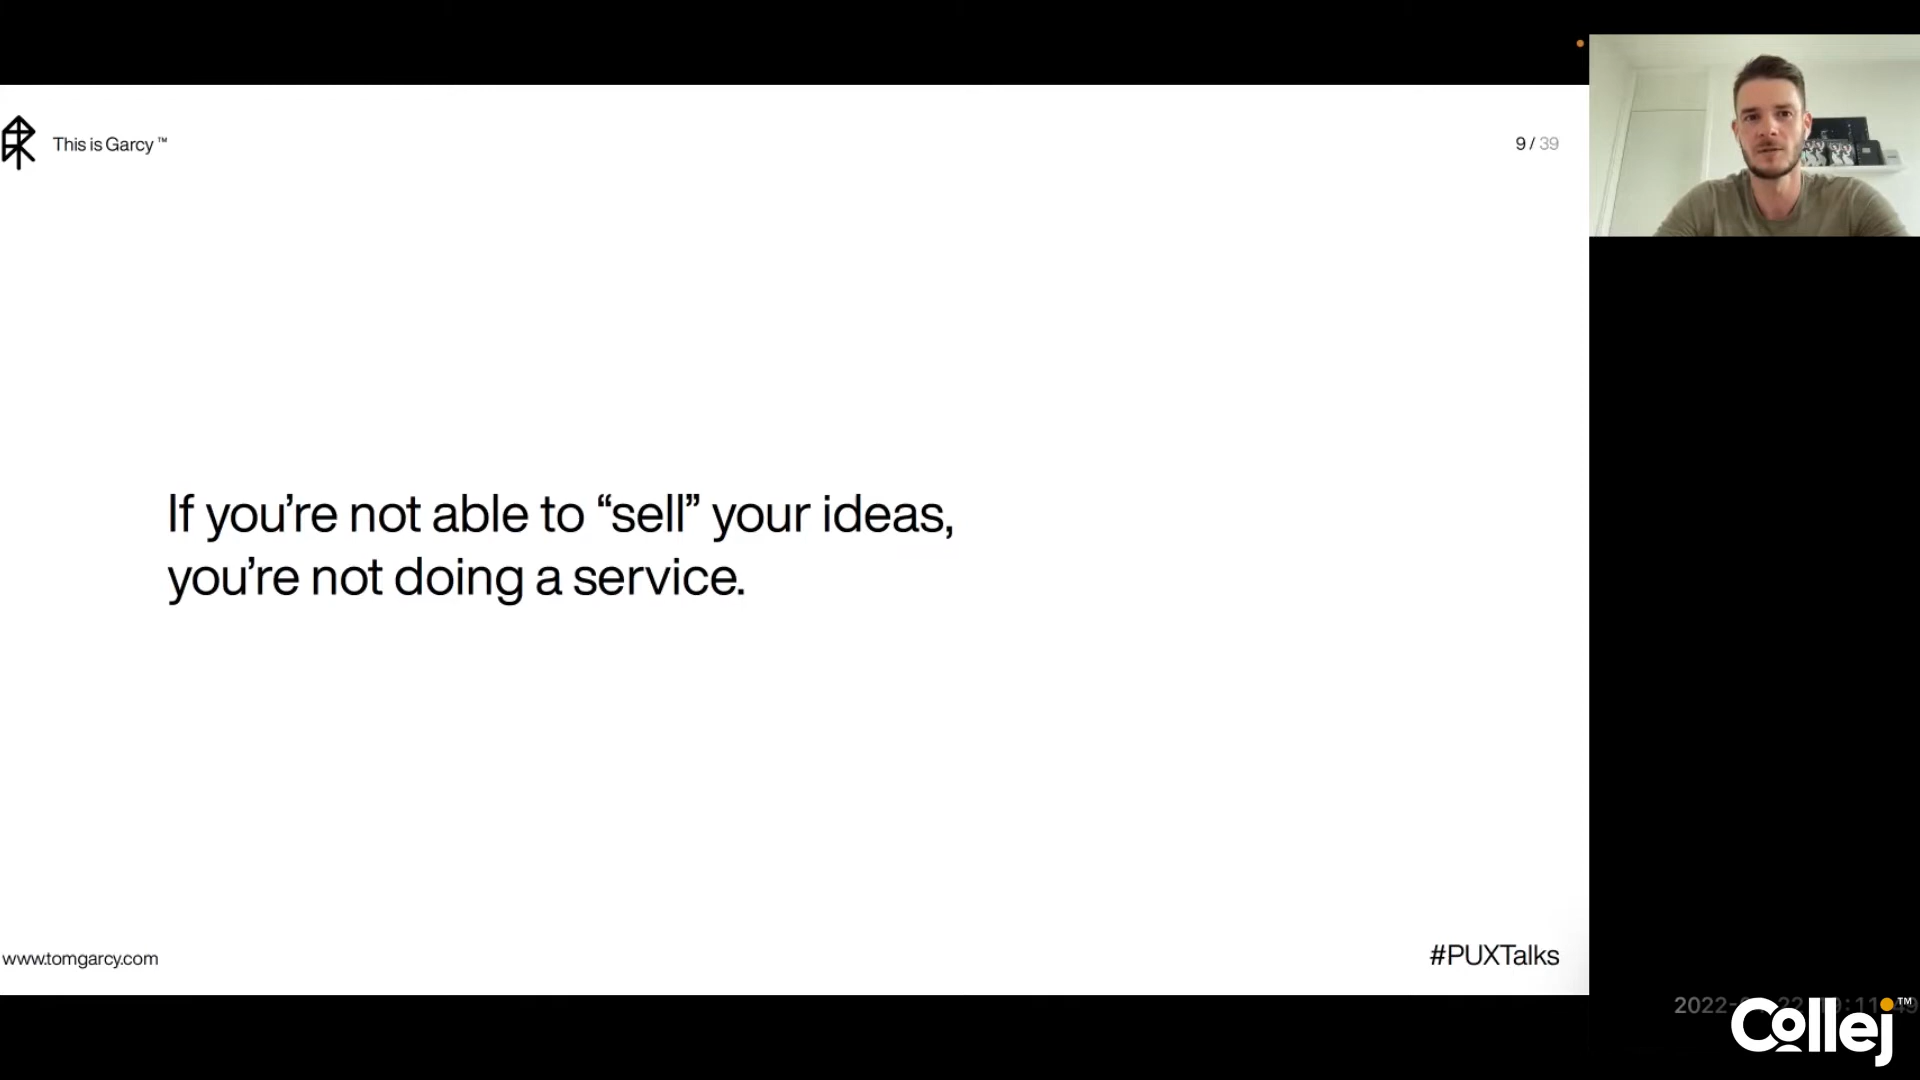 This is Garcy ™
9 / 39
If you’re not able to “sell” your ideas,
you’re not doing a service.
www.tomgarcy.com
#PUXTalks
Collej™